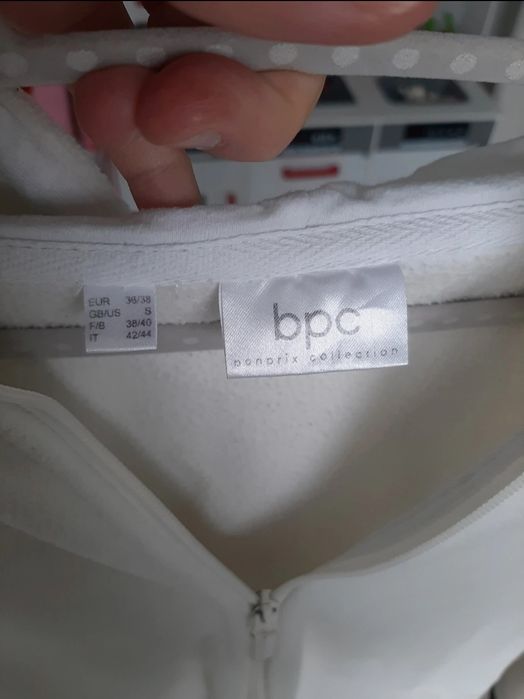 EUR 36/38
GB/US S
F/B 38/40
IT 42/44
bpc
bonprix collection